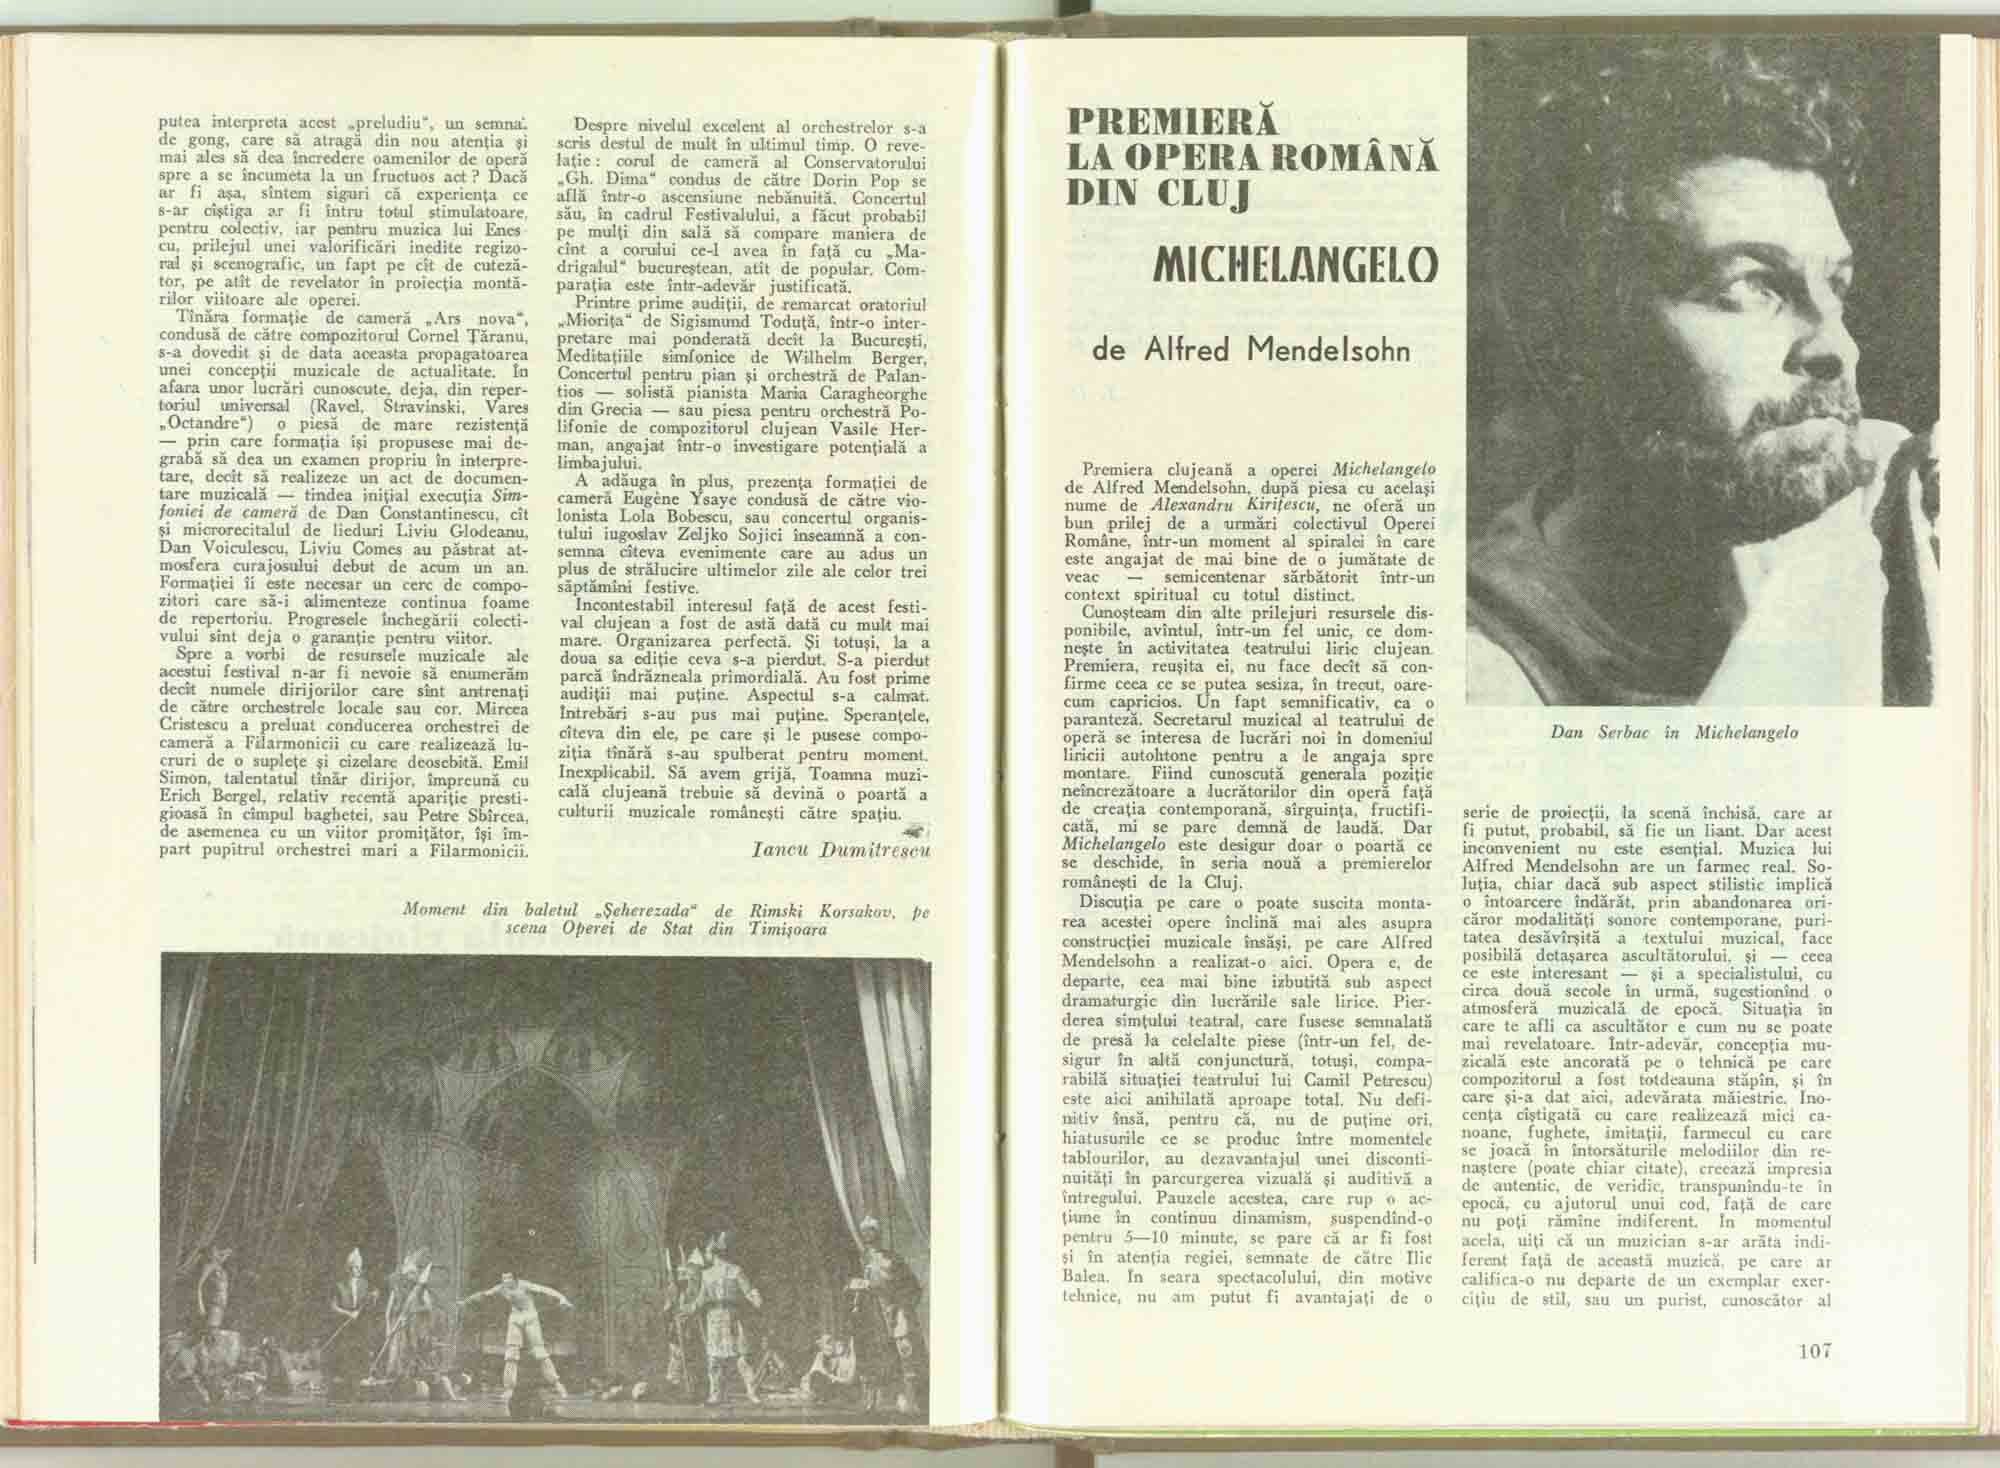 putea interpreta acest „preludiu“, un semnal
de gong, care să atragă din nou atenția și
mai ales să dea încredere oamenilor de operă
spre a se încumeta la un fructuos act ? Dacă
ar fi așa, sîntem siguri că experiența ce
s-ar cîștiga ar fi întru totul stimulatoare,
pentru colectiv, iar pentru muzica lui Enes-
cu, prilejul unei valorificări inedite regizo-
ral și scenografic, un fapt pe cît de cuteză-
tor, pe atît de revelator în proiecția montă-
rilor viitoare ale operei.
Tînăra formație de cameră „Ars nova“,
condusă de către compozitorul Cornel Țăranu,
s-a dovedit și de data aceasta propagatoarea
unei concepții muzicale de actualitate. În
afara unor lucrări cunoscute, deja, din reper-
toriul universal (Ravel, Stravinski, Vares
„Octandre“) o piesă de mare rezistență
— prin care formația își propusese mai de-
grabă să dea un examen propriu în interpre-
tare, decît să realizeze un act de documen-
tare muzicală — tindea inițial execuția Sim-
foniei de cameră de Dan Constantinescu, cît
și microrecitalul de lieduri Liviu Glodeanu,
Dan Voiculescu, Liviu Comes au păstrat at-
mosfera curajosului debut de acum un an.
Formației îi este necesar un cerc de compo-
zitori care să-i alimenteze continua foame
de repertoriu. Progresele închegării colecti-
vului sînt deja o garanție pentru viitor.
Spre a vorbi de resursele muzicale ale
acestui festival n-ar fi nevoie să enumerăm
decît numele dirijorilor care sînt antrenați
de către orchestrele locale sau cor. Mircea
Cristescu a preluat conducerea orchestrei de
cameră a Filarmonicii cu care realizează lu-
cruri de o suplețe și cizelare deosebită. Emil
Simon, talentatul tînăr dirijor, împreună cu
Erich Bergel, relativ recentă apariție presti-
gioasă în cîmpul baghetei, sau Petre Sbîrcea,
de asemenea cu un viitor promițător, își îm-
part pupitrul orchestrei mari a Filarmonicii.
Despre nivelul excelent al orchestrelor s-a
scris destul de mult în ultimul timp. O reve-
lație : corul de cameră al Conservatorului
„Gh. Dima“ condus de către Dorin Pop se
află într-o ascensiune nebănuită. Concertul
său, în cadrul Festivalului, a făcut probabil
pe mulți din sală să compare maniera de
cînt a corului ce-l avea în față cu „Ma-
drigalul“ bucureștean, atît de popular. Com-
parația este într-adevăr justificată.
Printre prime audiții, de remarcat oratoriul
„Miorița“ de Sigismund Toduță, într-o inter-
pretare mai ponderată decît la București,
Meditațiile simfonice de Wilhelm Berger,
Concertul pentru pian și orchestră de Palan-
tios — solistă pianista Maria Caragheorghe
din Grecia — sau piesa pentru orchestră Po-
lifonie de compozitorul clujean Vasile Her-
man, angajat într-o investigare potențială a
limbajului.
A adăuga în plus, prezența formației de
cameră Eugène Ysaye condusă de către vio-
lonista Lola Bobescu, sau concertul organis-
tului iugoslav Zeljko Sojici înseamnă a con-
semna cîteva evenimente care au adus un
plus de strălucire ultimelor zile ale celor trei
săptămîni festive.
Incontestabil interesul față de acest festi-
val clujean a fost de astă dată cu mult mai
mare. Organizarea perfectă. Și totuși, la a
doua sa ediție ceva s-a pierdut. S-a pierdut
parcă îndrăzneala primordială. Au fost prime
audiții mai puține. Aspectul s-a calmat.
Întrebări s-au pus mai puține. Speranțele,
cîteva din ele, pe care și le pusese compo-
ziția tînără s-au spulberat pentru moment.
Inexplicabil. Să avem grijă, Toamna muzi-
cală clujeană trebuie să devină o poartă a
culturii muzicale românești către spațiu.
Iancu Dumitrescu
Moment din baletul „Șeherezada“ de Rimski Korsakov, pe
scena Operei de Stat din Timișoara
PREMIERĂ
LA OPERA ROMÂNĂ
DIN CLUJ
MICHELANGELO
de Alfred Mendelsohn
Premiera clujeană a operei Michelangelo
de Alfred Mendelsohn, după piesa cu același
nume de Alexandru Kirițescu, ne oferă un
bun prilej de a urmări colectivul Operei
Române, într-un moment al spiralei în care
este angajat de mai bine de o jumătate de
veac — semicentenar sărbătorit într-un
context spiritual cu totul distinct.
Cunoșteam din alte prilejuri resursele dis-
ponibile, avîntul, într-un fel unic, ce dom-
nește în activitatea teatrului liric clujean.
Premiera, reușita ei, nu face decît să con-
firme ceea ce se putea sesiza, în trecut, oare-
cum capricios. Un fapt semnificativ, ca o
paranteză. Secretarul muzical al teatrului de
operă se interesa de lucrări noi în domeniul
liricii autohtone pentru a le angaja spre
montare. Fiind cunoscută generala poziție
neîncrezătoare a lucrătorilor din operă față
de creația contemporană, sîrguința, fructifi-
cată, mi se pare demnă de laudă. Dar
Michelangelo este desigur doar o poartă ce
se deschide, în seria nouă a premierelor
românești de la Cluj.
Discuția pe care o poate suscita monta-
rea acestei opere înclină mai ales asupra
construcției muzicale însăși, pe care Alfred
Mendelsohn a realizat-o aici. Opera e, de
departe, cea mai bine izbutită sub aspect
dramaturgic din lucrările sale lirice. Pier-
derea simțului teatral, care fusese semnalată
de presă la celelalte piese (într-un fel, de-
sigur în altă conjunctură, totuși, compa-
rabilă situației teatrului lui Camil Petrescu)
este aici anihilată aproape total. Nu defi-
nitiv însă, pentru că, nu de puține ori,
hiatusurile ce se produc între momentele
tablourilor, au dezavantajul unei disconti-
nuități în parcurgerea vizuală și auditivă a
întregului. Pauzele acestea, care rup o ac-
țiune în continuu dinamism, suspendînd-o
pentru 5—10 minute, se pare că ar fi fost
și în atenția regiei, semnate de către Ilie
Balea. În seara spectacolului, din motive
tehnice, nu am putut fi avantajați de o
Dan Serbac în Michelangelo
serie de proiecții, la scenă închisă, care ar
fi putut, probabil, să fie un liant. Dar acest
inconvenient nu este esențial. Muzica lui
Alfred Mendelsohn are un farmec real. So-
luția, chiar dacă sub aspect stilistic implică
o întoarcere îndărăt, prin abandonarea ori-
căror modalități sonore contemporane, puri-
tatea desăvîrșită a textului muzical, face
posibilă detașarea ascultătorului, și — ceea
ce este interesant — și a specialistului, cu
circa două secole în urmă, sugestionînd o
atmosferă muzicală de epocă. Situația în
care te afli ca ascultător e cum nu se poate
mai revelatoare. Într-adevăr, concepția mu-
zicală este ancorată pe o tehnică pe care
compozitorul a fost totdeauna stăpîn, și în
care și-a dat aici, adevărata măiestrie. Ino-
cența cîștigată cu care realizează mici ca-
noane, fughete, imitații, farmecul cu care
se joacă în întorsăturile melodiilor din re-
naștere (poate chiar citate), creează impresia
de autentic, de veridic, transpunîndu-te în
epocă, cu ajutorul unui cod, față de care
nu poți rămîne indiferent. În momentul
acela, uiți că un muzician s-ar arăta indi-
ferent față de această muzică, pe care ar
califica-o nu departe de un exemplar exer-
cițiu de stil, sau un purist, cunoscător al
107